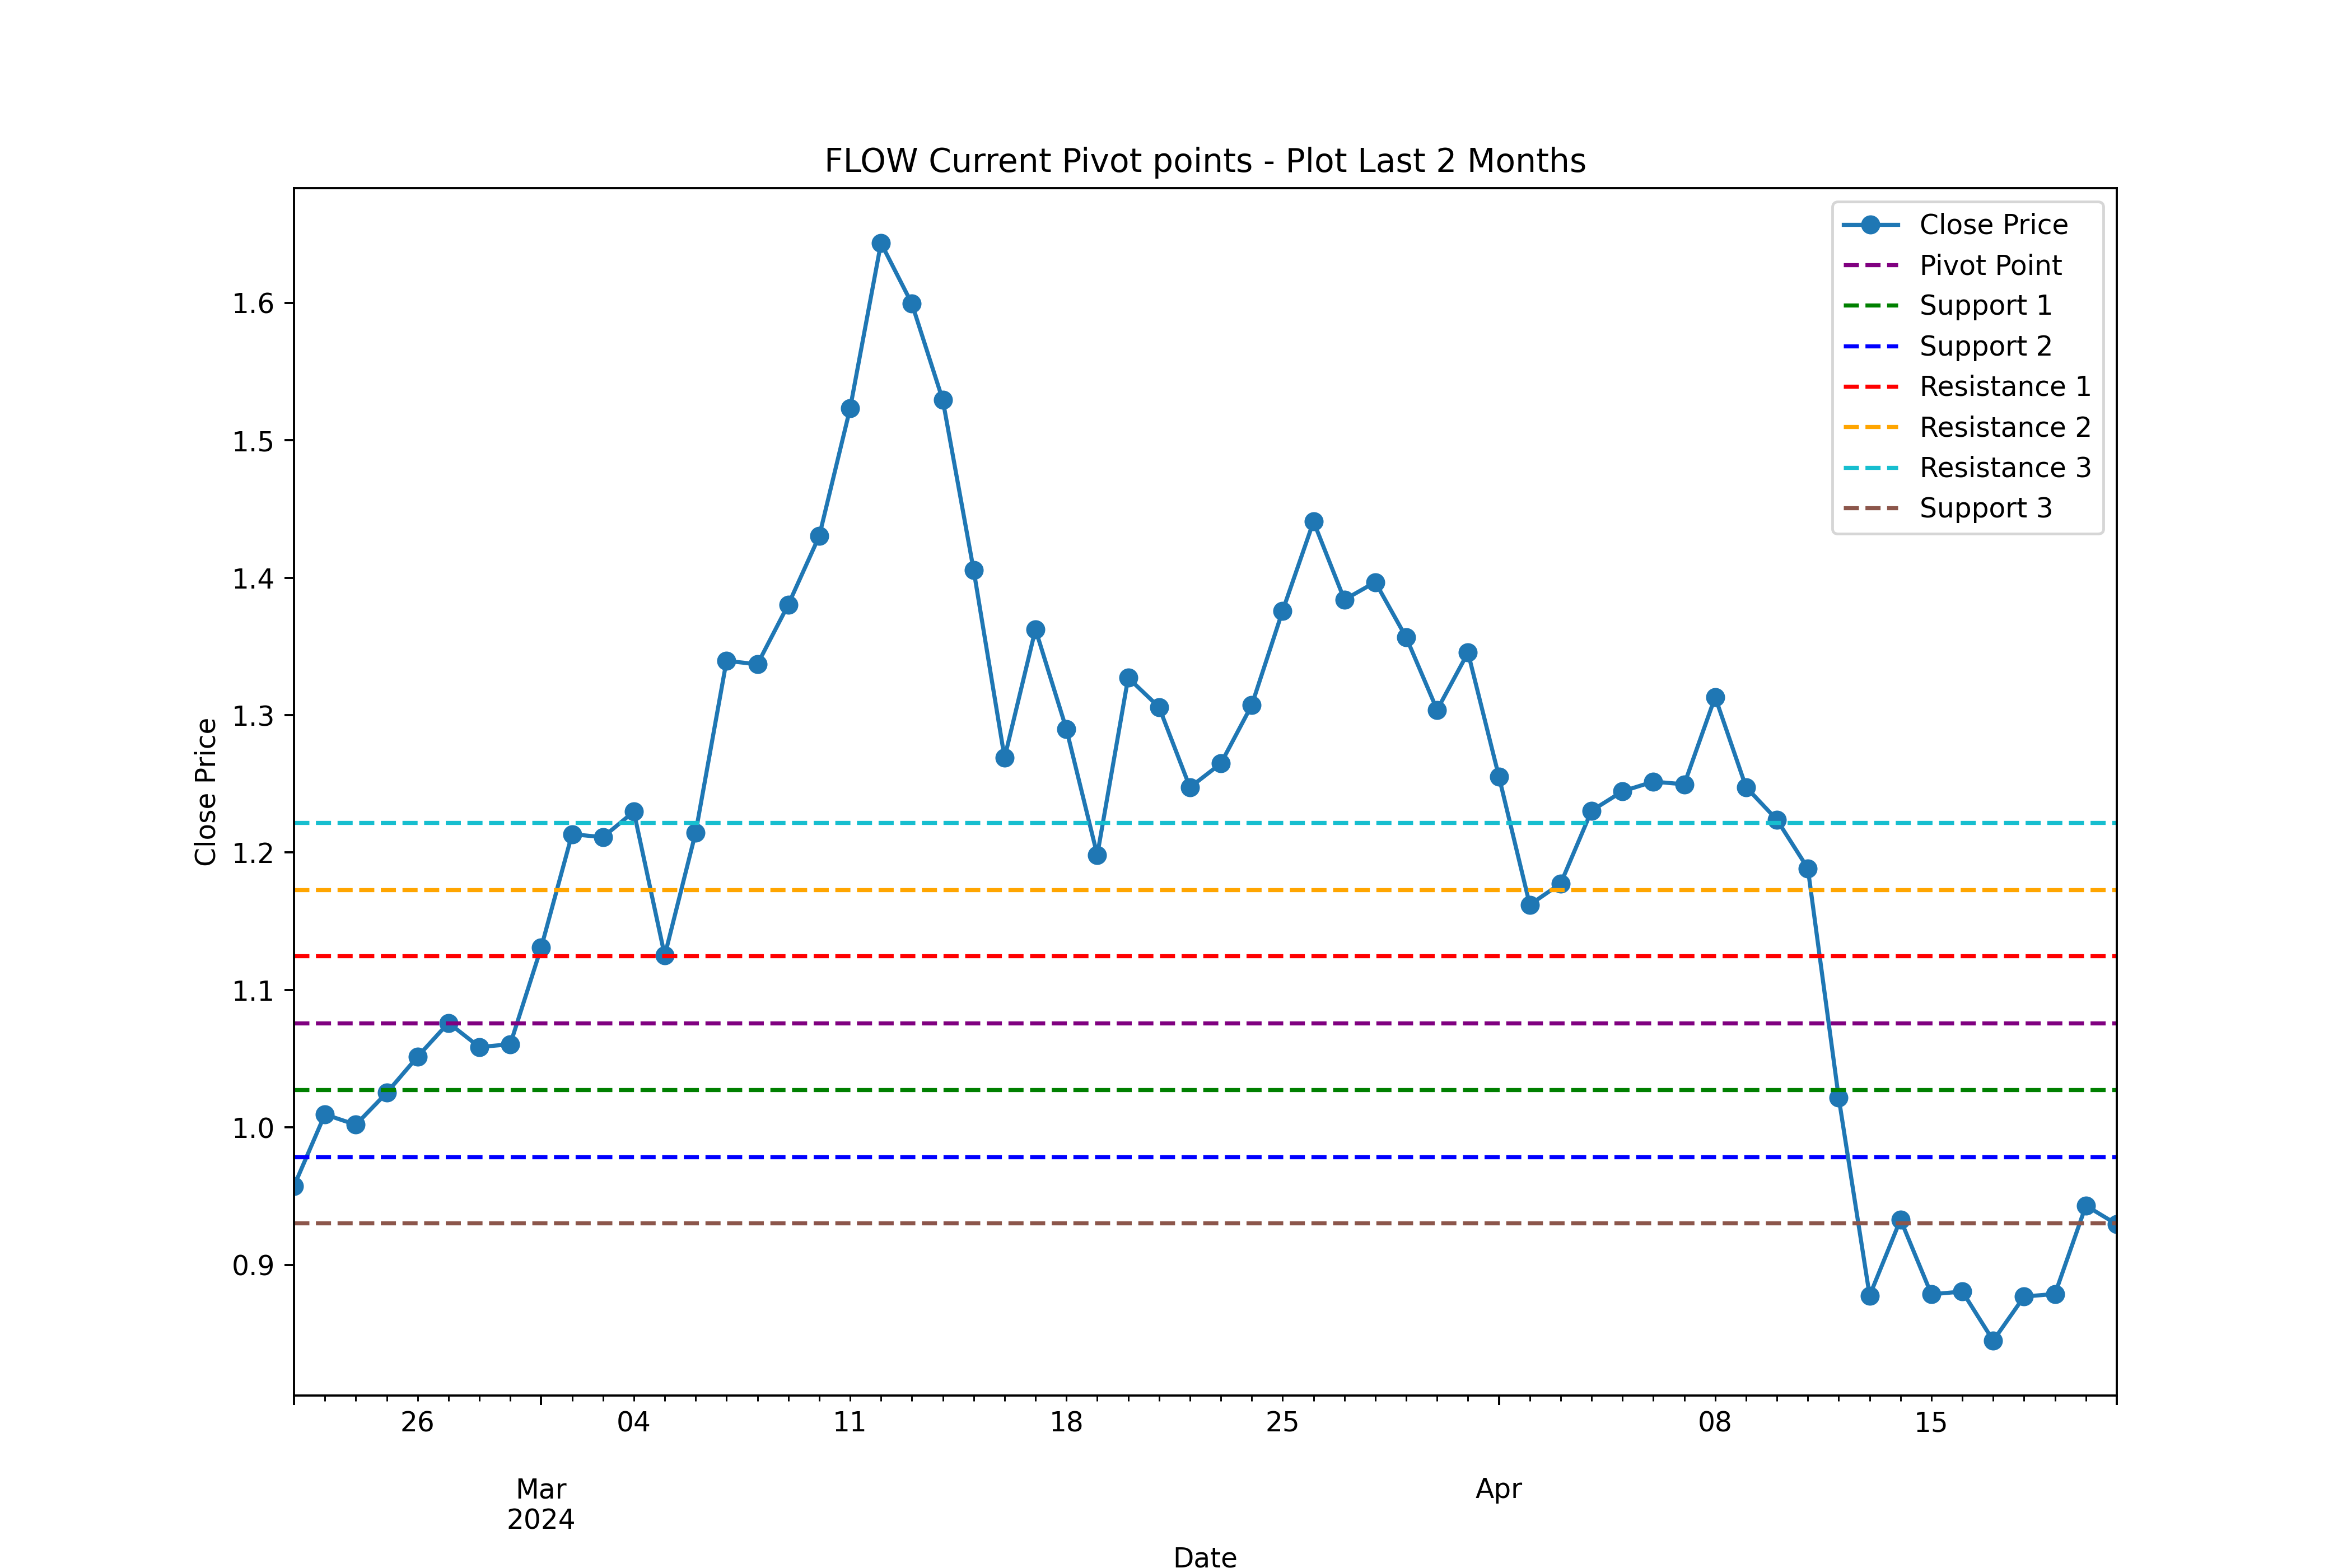 FLOW Current Pivot points - Plot Last 2 Months
Close Price
Pivot Point
Support 1
Support 2
Resistance 1
Resistance 2
Resistance 3
Support 3
1.6
1.5
1.4
1.3
1.2
1.1
1.0
0.9
Close Price
26 04 11 18 25 08 15
Mar Apr
2024
Date